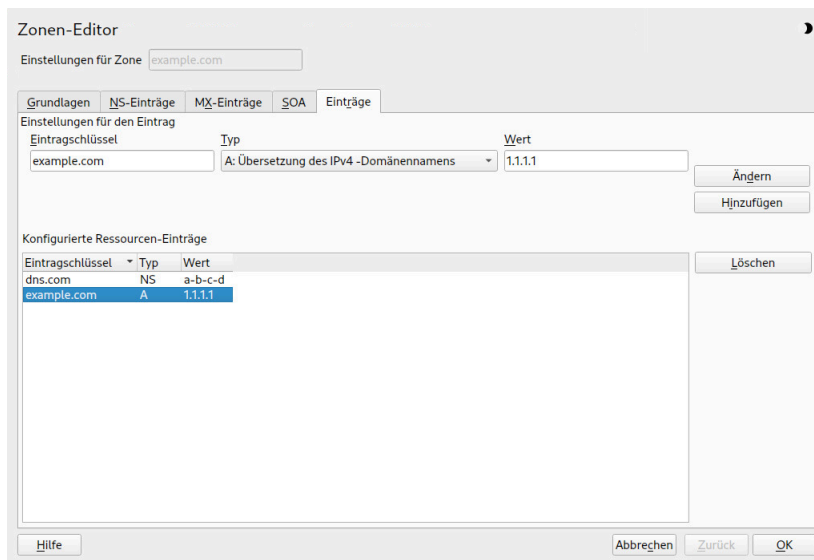 Zonen-Editor
Einstellungen für Zone example.com
Grundlagen NS-Einträge MX-Einträge SOA Einträge
Einstellungen für den Eintrag
Eintragschlüssel Typ Wert
example.com A: Übersetzung des IPv4 -Domänennamens 1.1.1.1
Ändern
Hinzufügen
Konfigurierte Ressourcen-Einträge
Eintragschlüssel Typ Wert Löschen
dns.com NS a-b-c-d
example.com A 1.1.1.1
Hilfe Abbrechen Zurück OK